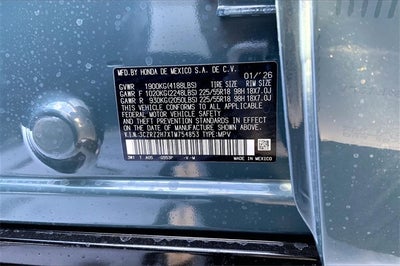 MFD. BY HONDA DE MEXICO S.A. DE C.V. 01/'26
GVWR 1900KG(4188LBS) TIRE SIZE RIM SIZE
GAWR F 1020KG(2248LBS) 225/55R18 98H 18X7.0J
GAWR R 930KG(2050LBS) 225/55R18 98H 18X7.0J
THIS VEHICLE CONFORMS TO ALL APPLICABLE
FEDERAL MOTOR VEHICLE SAFETY, BUMPER,
AND THEFT PREVENTION STANDARDS IN EFFECT
ON THE DATE OF MANUFACTURE SHOWN ABOVE.
V.I.N. 3CZRZ2H7XTM754853 TYPE:MPV
MADE IN MEXICO